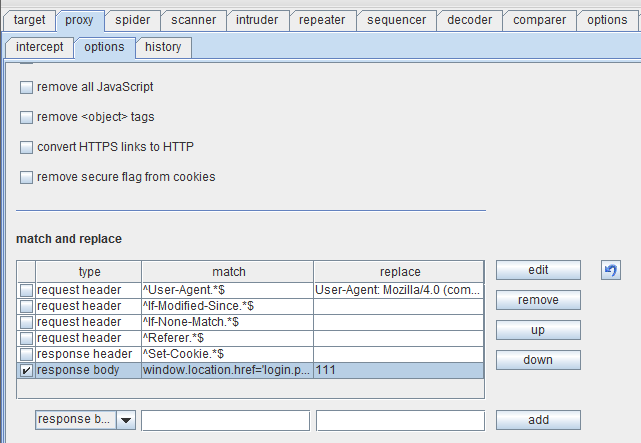 target proxy spider scanner intruder repeater sequencer decoder comparer options
intercept options history
remove all JavaScript
remove <object> tags
convert HTTPS links to HTTP
remove secure flag from cookies
match and replace
type match replace
request header ^User-Agent.*$ User-Agent: Mozilla/4.0 (com...
request header ^If-Modified-Since.*$
request header ^If-None-Match.*$
request header ^Referer.*$
response header ^Set-Cookie.*$
response body window.location.href='login.p... 111
edit
remove
up
down
response b... add